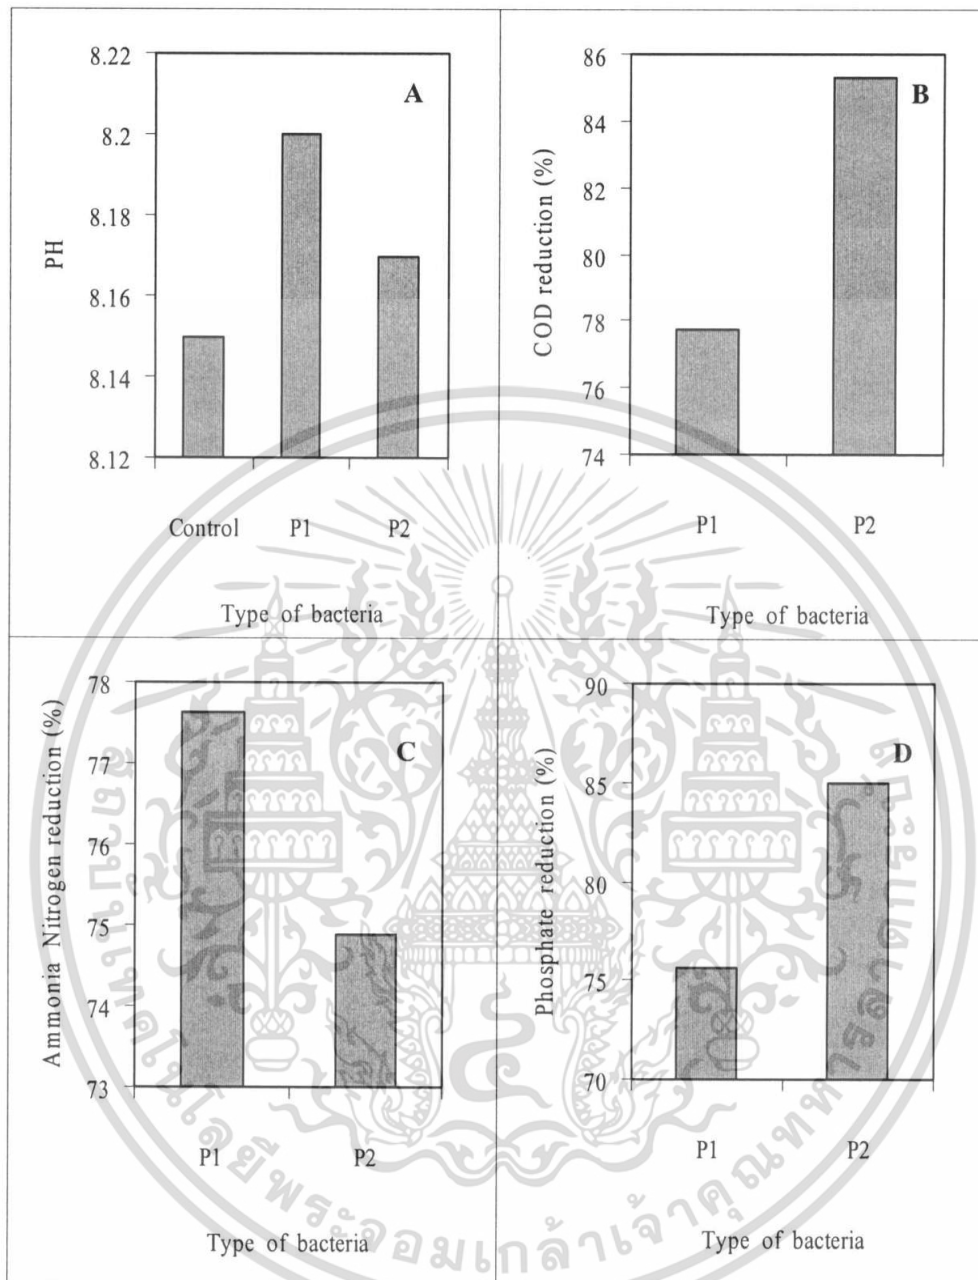 8.22
8.2
8.18
8.16
8.14
8.12
PH
A
Control P1 P2
Type of bacteria
86
84
82
80
78
76
74
COD reduction (%)
B
P1 P2
Type of bacteria
78
77
76
75
74
73
Ammonia Nitrogen reduction (%)
C
P1 P2
Type of bacteria
90
85
80
75
70
Phosphate reduction (%)
D
P1 P2
Type of bacteria